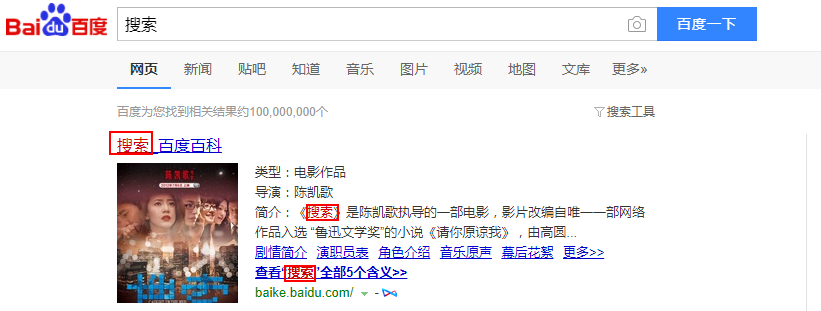 Bai du 百度 搜索 百度一下
网页 新闻 贴吧 知道 音乐 图片 视频 地图 文库 更多»
百度为您找到相关结果约100,000,000个 搜索工具
搜索_百度百科
类型：电影作品
导演：陈凯歌
简介：《搜索》是陈凯歌执导的一部电影，影片改编自唯一一部网络
作品入选 “鲁迅文学奖”的小说《请你原谅我》，由高圆...
剧情简介 演职员表 角色介绍 音乐原声 幕后花絮 更多>>
查看“搜索”全部5个含义>>
baike.baidu.com/ -
陈凯歌
搜索